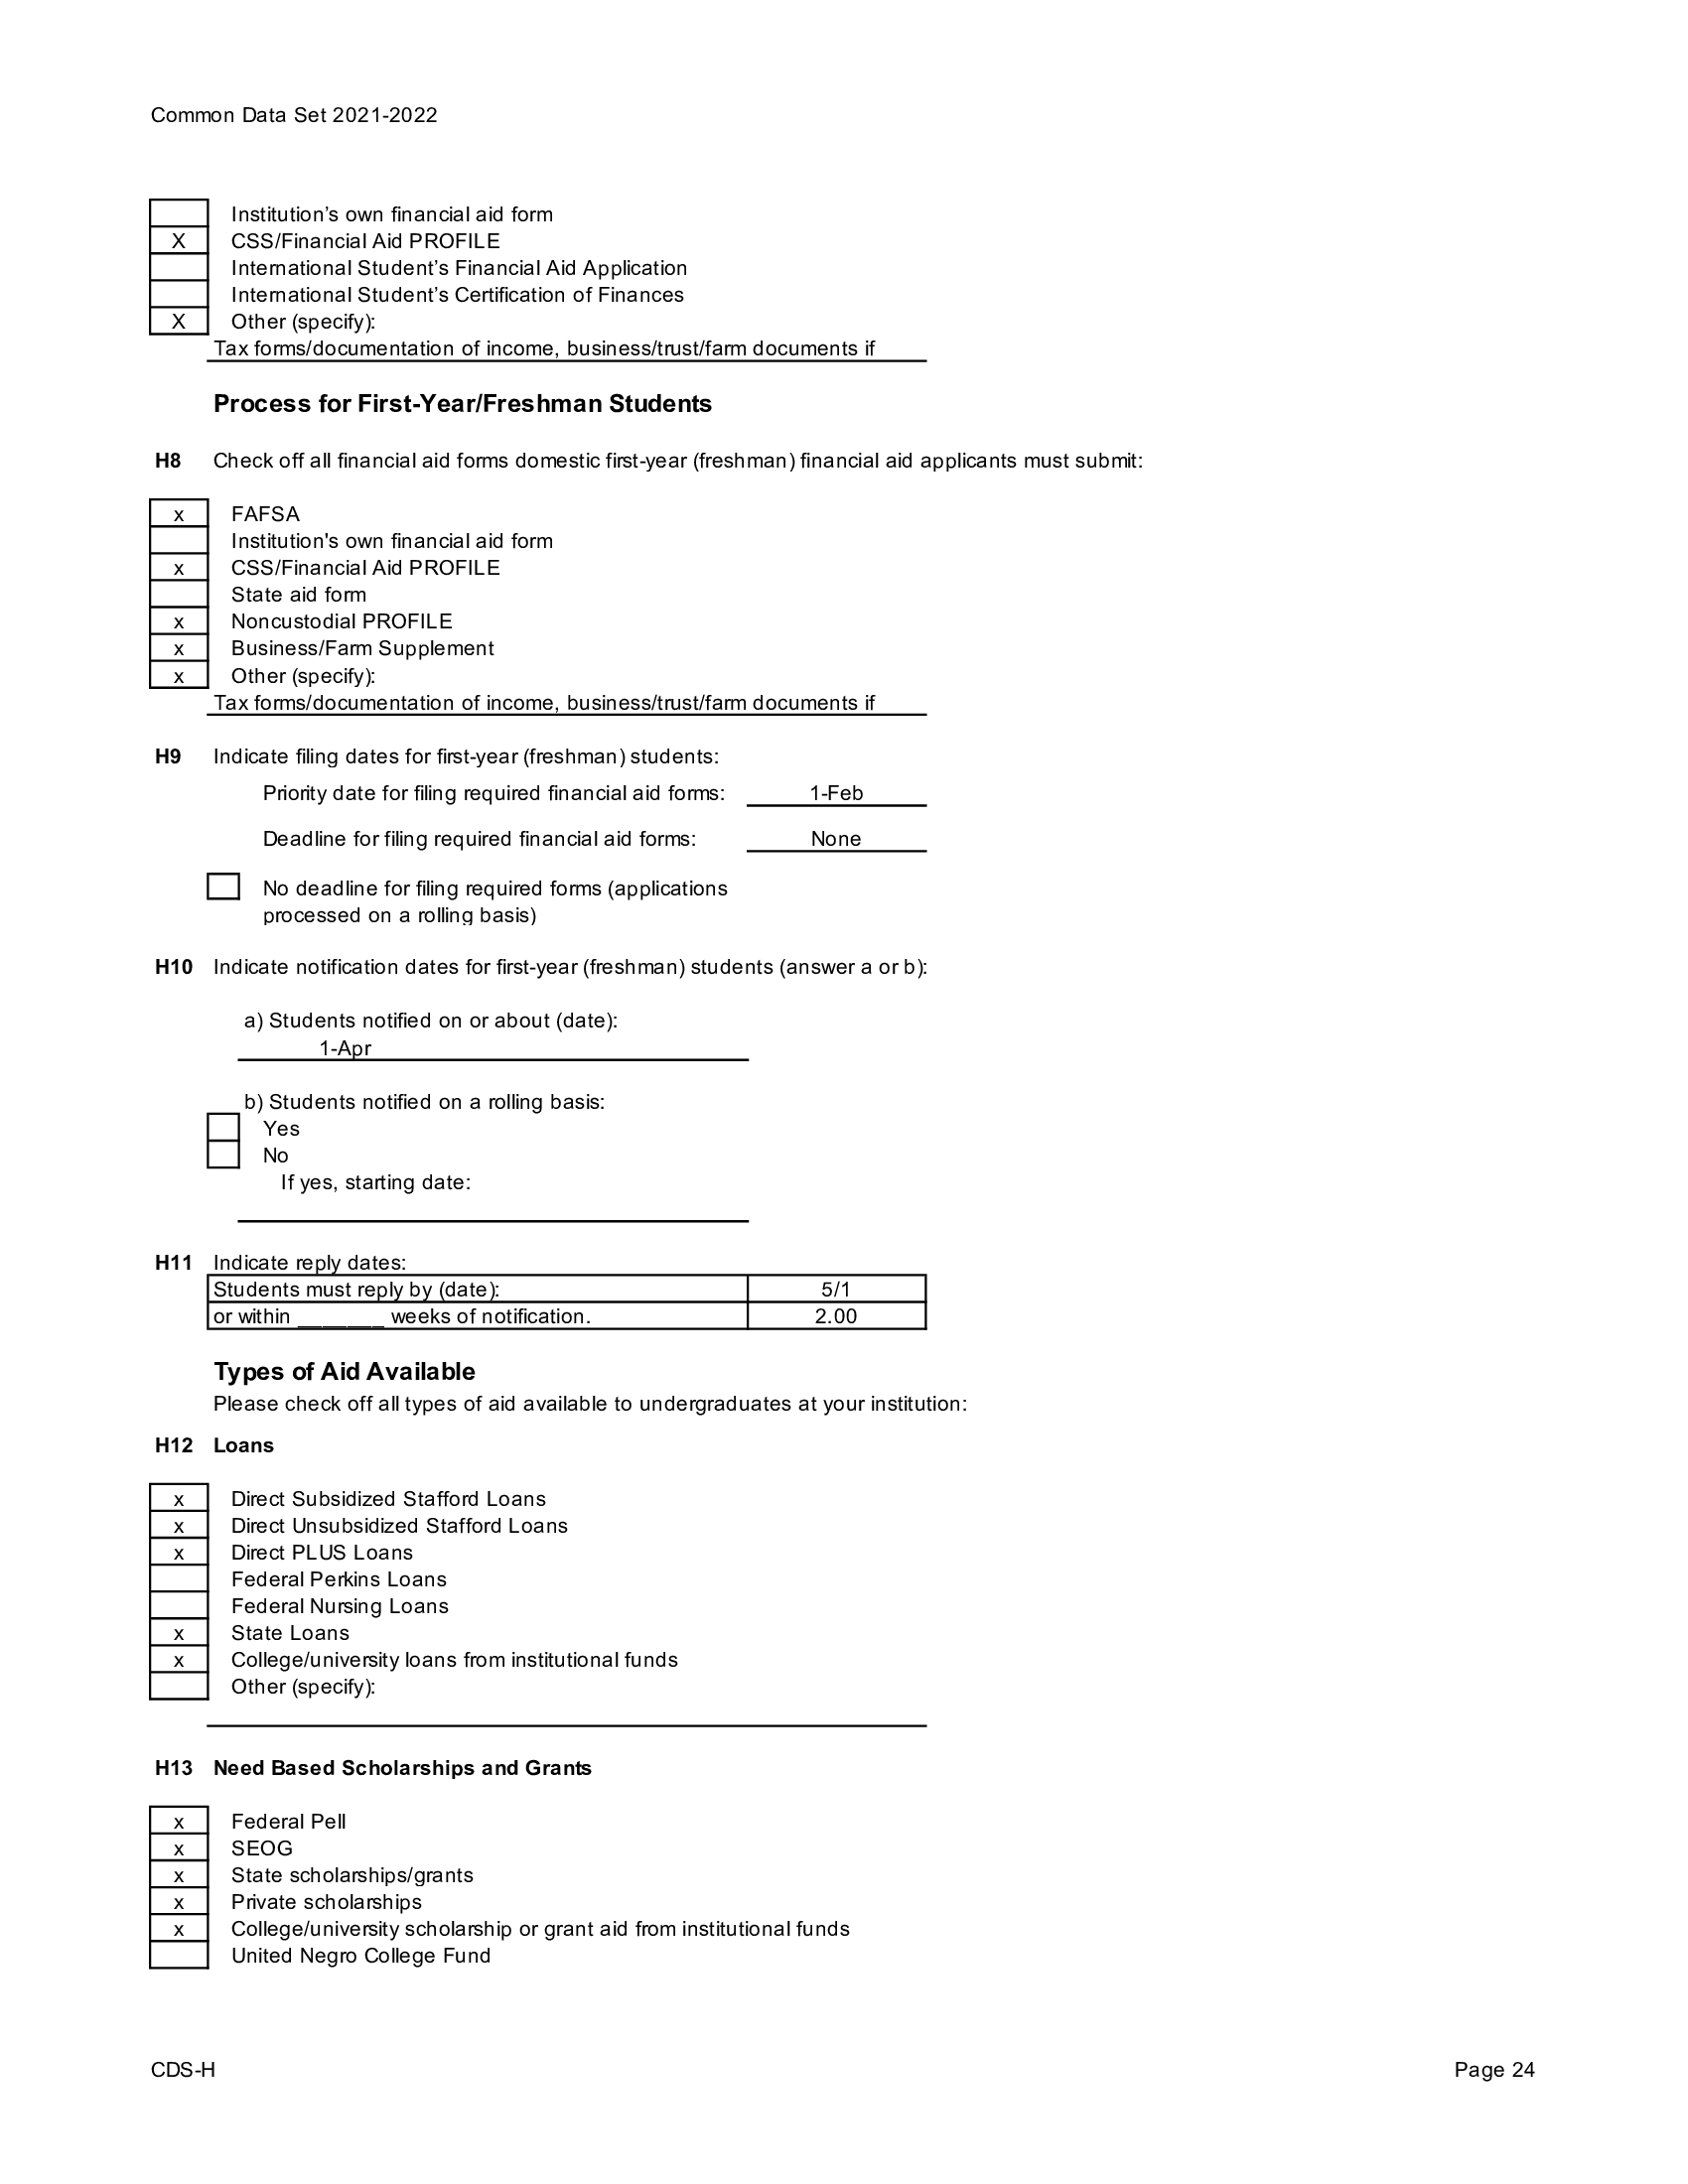 Common Data Set 2021-2022
Institution’s own financial aid form
X CSS/Financial Aid PROFILE
International Student’s Financial Aid Application
International Student’s Certification of Finances
X Other (specify):
Tax forms/documentation of income, business/trust/farm documents if
Process for First-Year/Freshman Students
H8 Check off all financial aid forms domestic first-year (freshman) financial aid applicants must submit:
x FAFSA
Institution's own financial aid form
x CSS/Financial Aid PROFILE
State aid form
x Noncustodial PROFILE
x Business/Farm Supplement
x Other (specify):
Tax forms/documentation of income, business/trust/farm documents if
H9 Indicate filing dates for first-year (freshman) students:
Priority date for filing required financial aid forms: 1-Feb
Deadline for filing required financial aid forms: None
No deadline for filing required forms (applications
processed on a rolling basis)
H10 Indicate notification dates for first-year (freshman) students (answer a or b):
a) Students notified on or about (date):
1-Apr
b) Students notified on a rolling basis:
Yes
No
If yes, starting date:
H11 Indicate reply dates:
Students must reply by (date): 5/1
or within _______ weeks of notification. 2.00
Types of Aid Available
Please check off all types of aid available to undergraduates at your institution:
H12 Loans
x Direct Subsidized Stafford Loans
x Direct Unsubsidized Stafford Loans
x Direct PLUS Loans
Federal Perkins Loans
Federal Nursing Loans
x State Loans
x College/university loans from institutional funds
Other (specify):
H13 Need Based Scholarships and Grants
x Federal Pell
x SEOG
x State scholarships/grants
x Private scholarships
x College/university scholarship or grant aid from institutional funds
United Negro College Fund
CDS-H Page 24